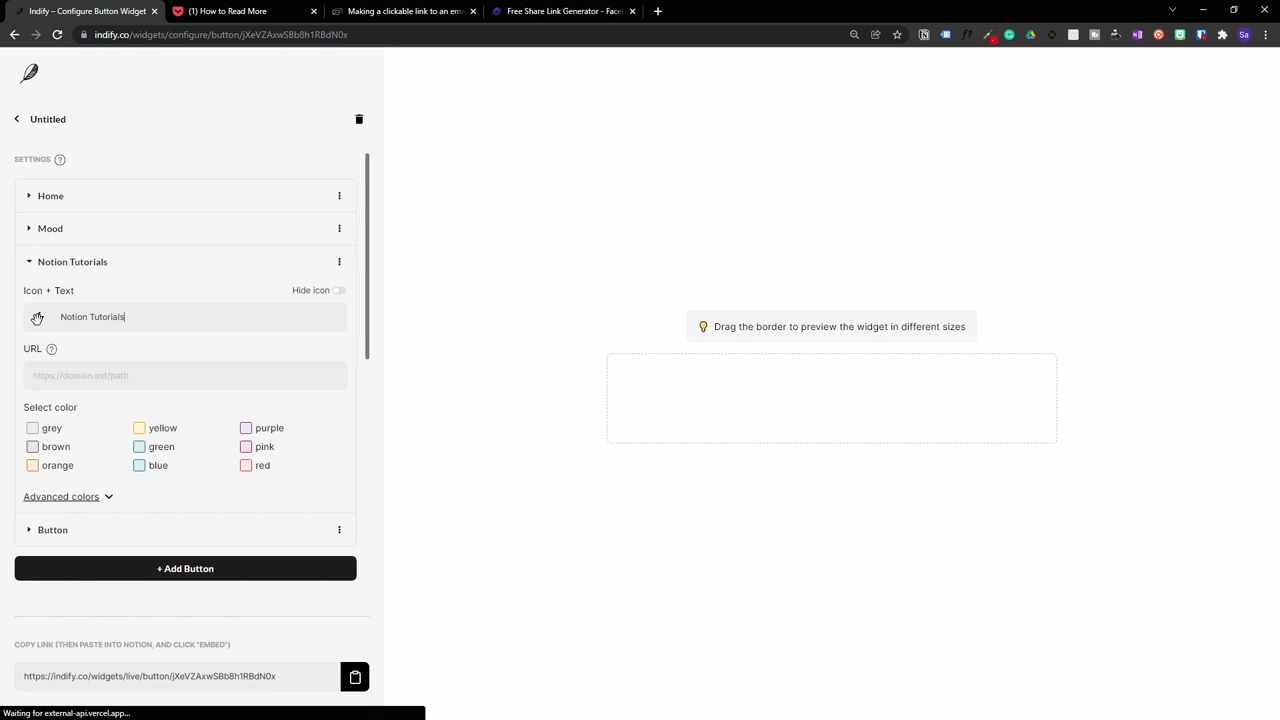 Indify – Configure Button Widget
(1) How to Read More
Making a clickable link to an em
Free Share Link Generator - Facel
indify.co/widgets/configure/button/jXeVZAxwSBb8h1RBdN0x
Sa
Untitled
SETTINGS ?
Home
Mood
Notion Tutorials
Icon + Text
Hide icon
Notion Tutorials
URL ?
https://domain.ext/path
Select color
grey yellow purple
brown green pink
orange blue red
Advanced colors
Button
+ Add Button
COPY LINK (THEN PASTE INTO NOTION, AND CLICK "EMBED")
https://indify.co/widgets/live/button/jXeVZAxwSBb8h1RBdN0x
Waiting for external-api.vercel.app...
Drag the border to preview the widget in different sizes